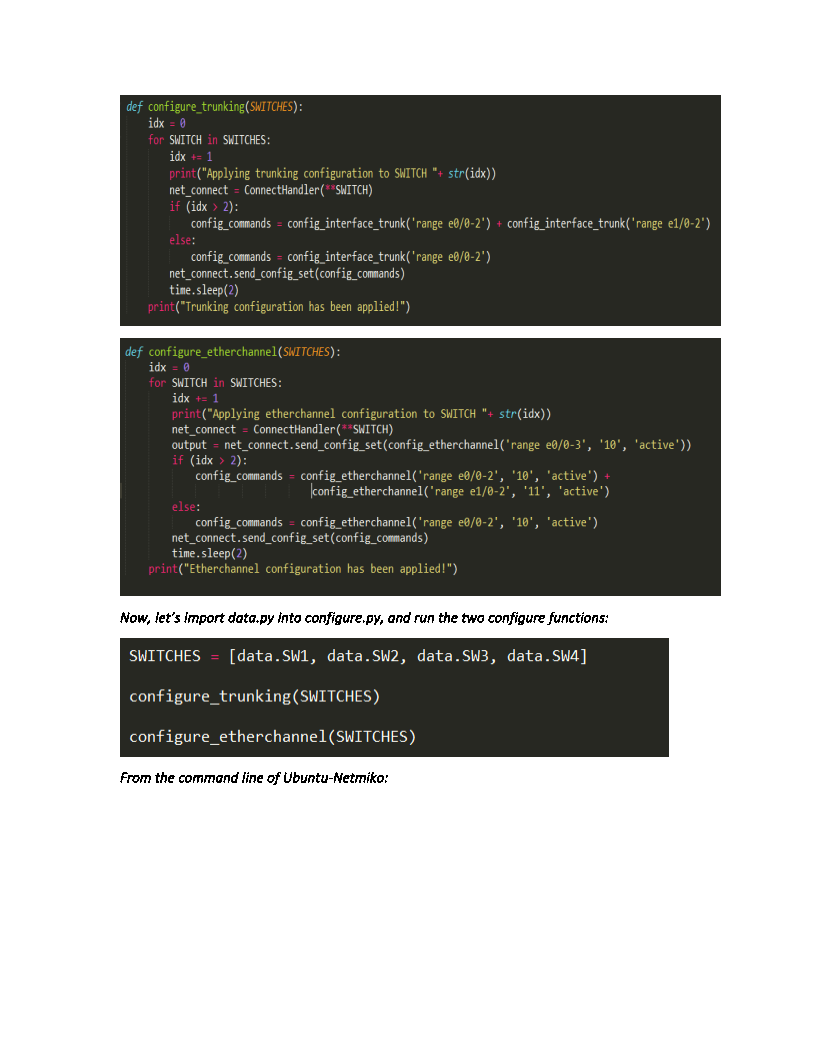 def configure_trunking(SWITCHES):
    idx = 0
    for SWITCH in SWITCHES:
        idx += 1
        print("Applying trunking configuration to SWITCH "+ str(idx))
        net_connect = ConnectHandler(**SWITCH)
        if (idx > 2):
            config_commands = config_interface_trunk('range e0/0-2') + config_interface_trunk('range e1/0-2')
        else:
            config_commands = config_interface_trunk('range e0/0-2')
        net_connect.send_config_set(config_commands)
        time.sleep(2)
    print("Trunking configuration has been applied!")
def configure_etherchannel(SWITCHES):
    idx = 0
    for SWITCH in SWITCHES:
        idx += 1
        print("Applying etherchannel configuration to SWITCH "+ str(idx))
        net_connect = ConnectHandler(**SWITCH)
        output = net_connect.send_config_set(config_etherchannel('range e0/0-3', '10', 'active'))
        if (idx > 2):
            config_commands = config_etherchannel('range e0/0-2', '10', 'active') +
                              config_etherchannel('range e1/0-2', '11', 'active')
        else:
            config_commands = config_etherchannel('range e0/0-2', '10', 'active')
        net_connect.send_config_set(config_commands)
        time.sleep(2)
    print("Etherchannel configuration has been applied!")
Now, let's import data.py into configure.py, and run the two configure functions:
SWITCHES = [data.SW1, data.SW2, data.SW3, data.SW4]
configure_trunking(SWITCHES)
configure_etherchannel(SWITCHES)
From the command line of Ubuntu-Netmiko: